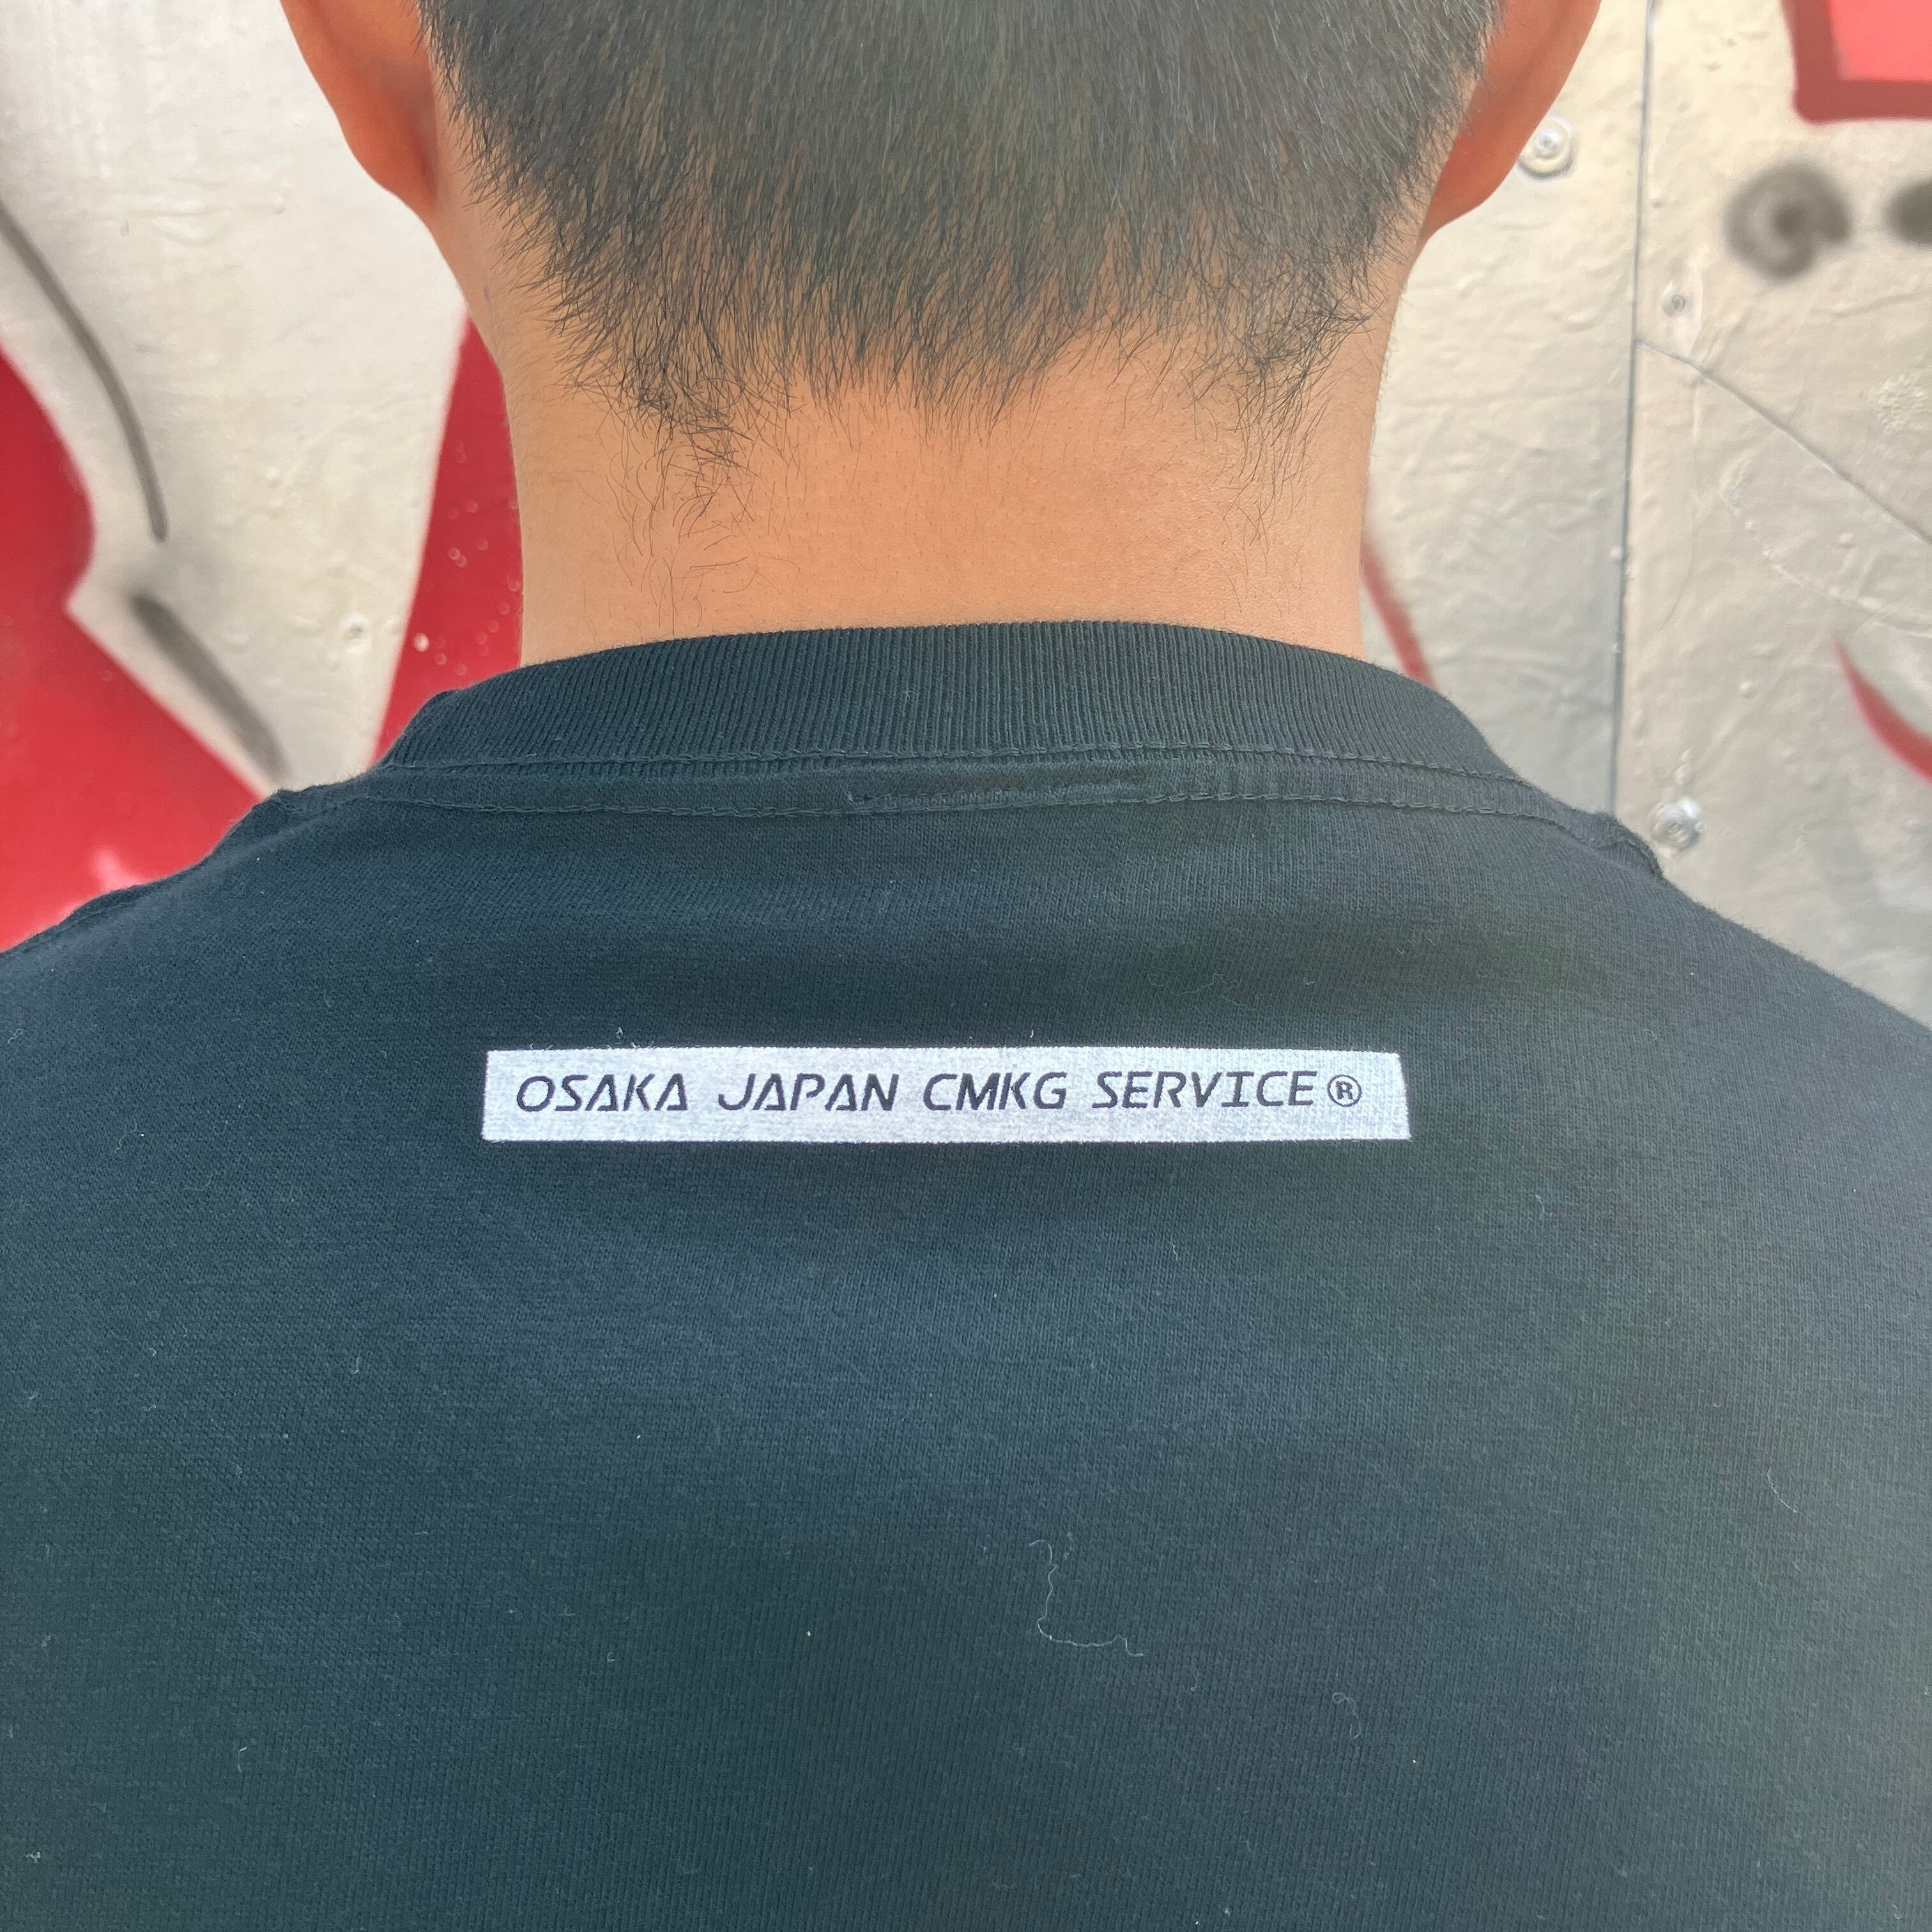 OSAKA JAPAN CMKG SERVICE®